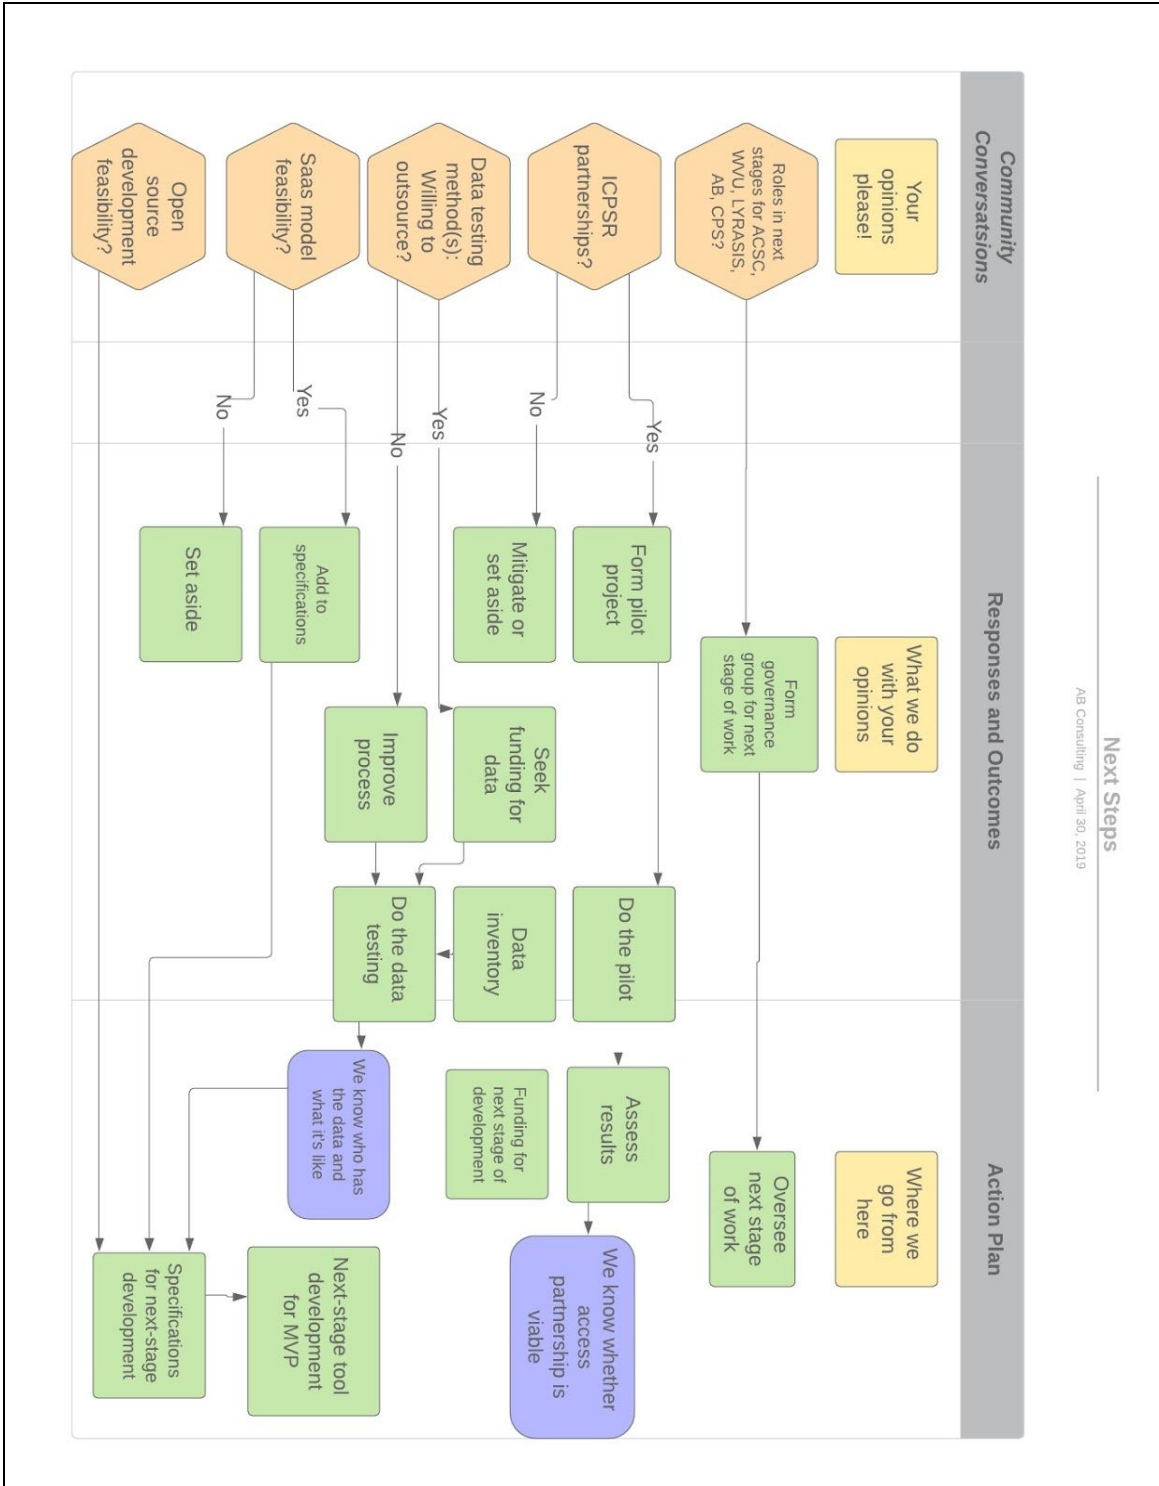 Next Steps
AB Consulting | April 30, 2019
Community
Conversatsions
Responses and Outcomes
Action Plan
Your
opinions
please!
What we do
with your
opinions
Where we
go from
here
Roles in next
stages for ACSC,
WVU, LYRASIS,
AB, CPS?
Form
governance
group for next
stage of work
Oversee
next stage
of work
ICPSR
partnerships?
Yes
No
Form pilot
project
Do the pilot
Assess
results
We know whether
access
partnership is
viable
Mitigate or
set aside
Data testing
method(s):
Willing to
outsource?
Yes
No
Seek
funding for
data
Data
inventory
Funding for
next stage of
development
Improve
process
Do the data
testing
We know who has
the data and
what it's like
Saas model
feasibility?
Yes
No
Add to
specifications
Set aside
Next-stage tool
development
for MVP
Open
source
development
feasibility?
Specifications
for next-stage
development